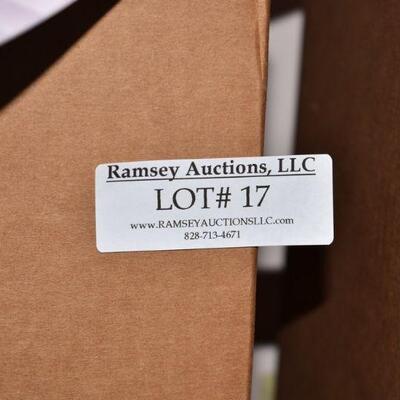 Ramsey Auctions, LLC
LOT# 17
www.RAMSEYAUCTIONSLLC.com
828-713-4671